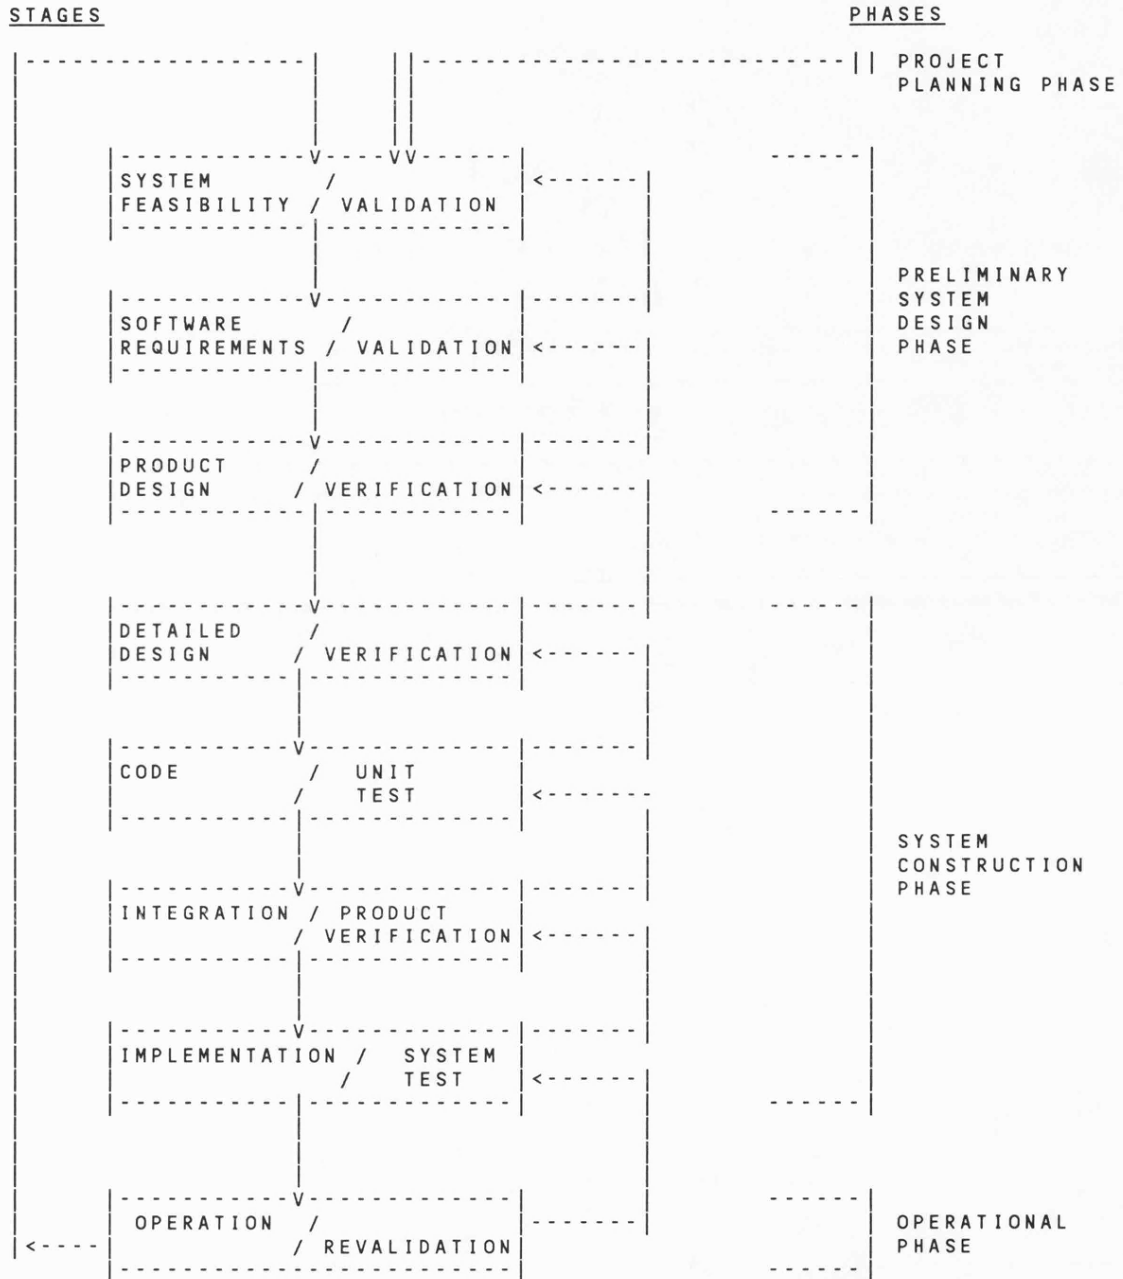 STAGES PHASES
PROJECT
PLANNING PHASE
SYSTEM /
FEASIBILITY / VALIDATION
PRELIMINARY
SYSTEM
DESIGN
PHASE
SOFTWARE /
REQUIREMENTS / VALIDATION
PRODUCT /
DESIGN / VERIFICATION
DETAILED /
DESIGN / VERIFICATION
CODE / UNIT
/ TEST
SYSTEM
CONSTRUCTION
PHASE
INTEGRATION / PRODUCT
/ VERIFICATION
IMPLEMENTATION / SYSTEM
/ TEST
OPERATION /
/ REVALIDATION
OPERATIONAL
PHASE